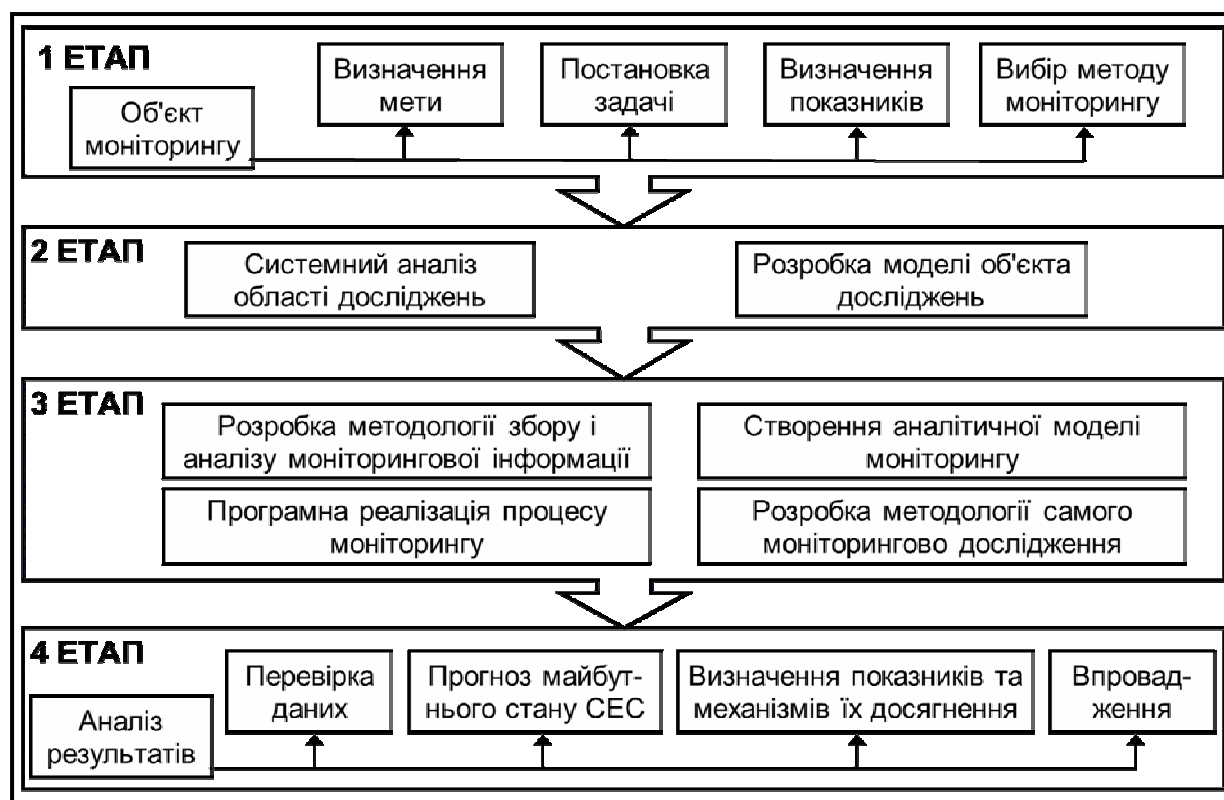 1 ЕТАП
Об'єкт
моніторингу
Визначення
мети
Постановка
задачі
Визначення
показників
Вибір методу
моніторингу
2 ЕТАП
Системний аналіз
області досліджень
Розробка моделі об'єкта
досліджень
3 ЕТАП
Розробка методології збору і
аналізу моніторингової інформації
Створення аналітичної моделі
моніторингу
Програмна реалізація процесу
моніторингу
Розробка методології самого
моніторингово дослідження
4 ЕТАП
Аналіз
результатів
Перевірка
даних
Прогноз майбут-
нього стану СЕС
Визначення показників та
механізмів їх досягнення
Впровад-
ження